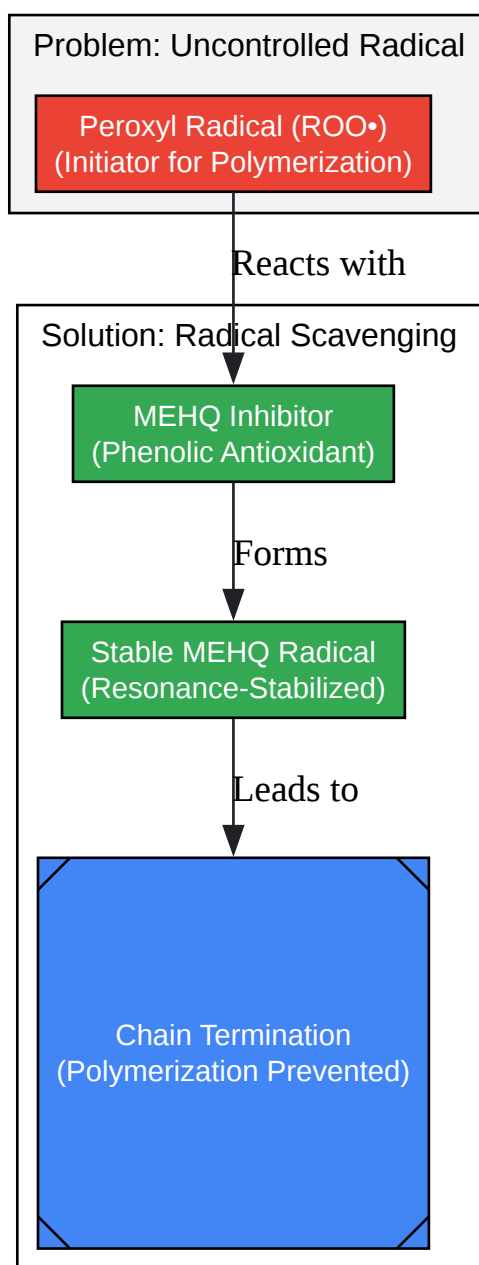 Problem: Uncontrolled Radical
Peroxyl Radical (ROO•)
(Initiator for Polymerization)
Reacts with
Solution: Radical Scavenging
MEHQ Inhibitor
(Phenolic Antioxidant)
Forms
Stable MEHQ Radical
(Resonance-Stabilized)
Leads to
Chain Termination
(Polymerization Prevented)